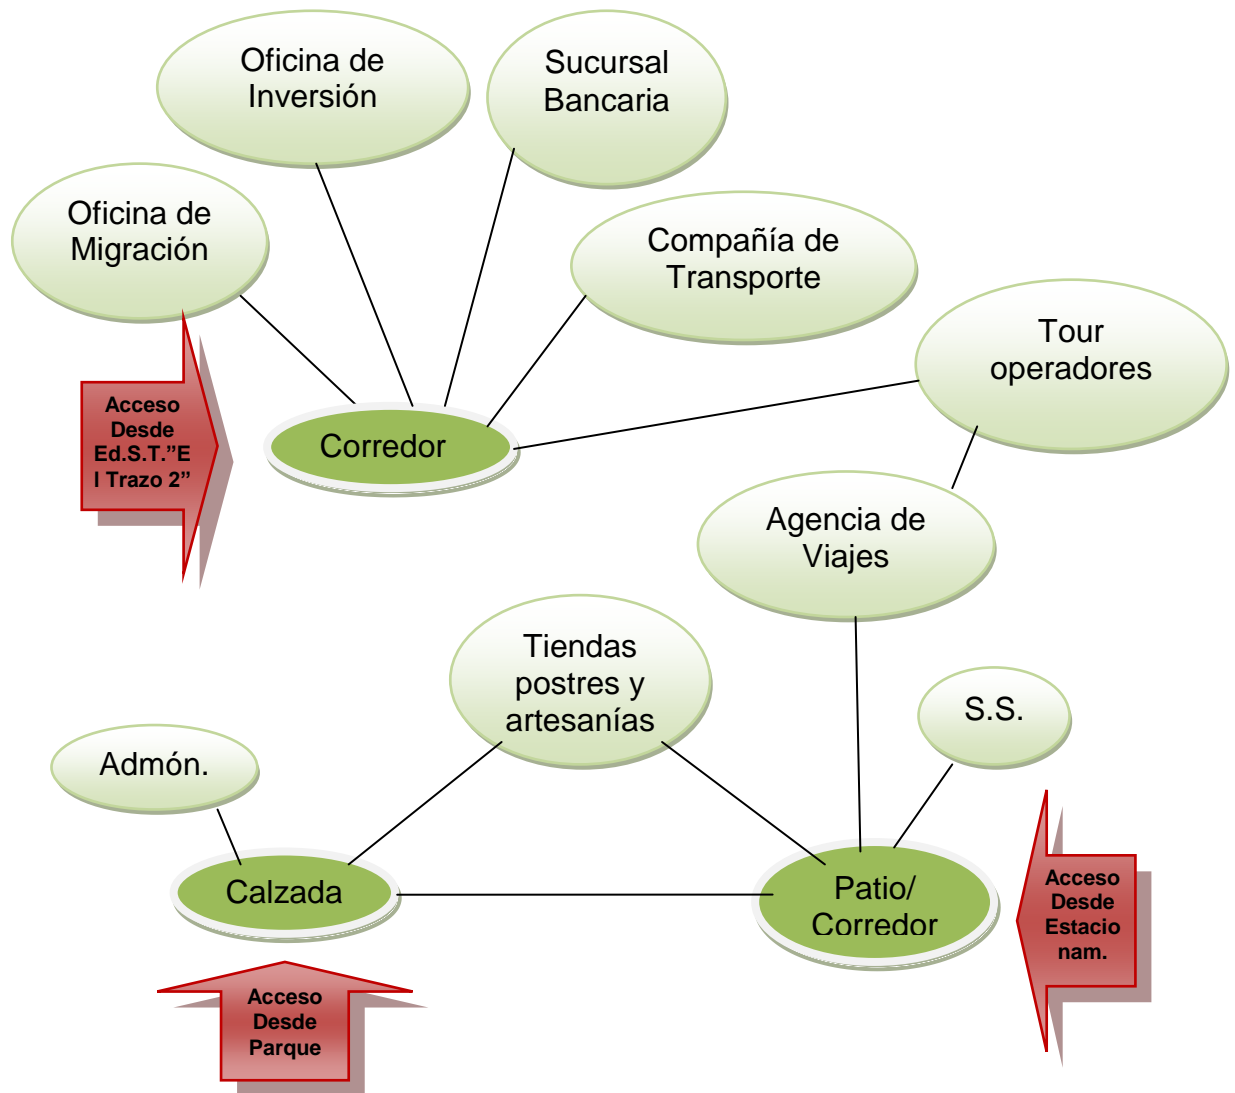 Oficina de
Inversión
Sucursal
Bancaria
Oficina de
Migración
Compañía de
Transporte
Tour
operadores
Acceso
Desde
Ed.S.T.”E
l Trazo 2”
Corredor
Agencia de
Viajes
Tiendas
postres y
artesanías
S.S.
Admón.
Calzada
Patio/
Corredor
Acceso
Desde
Estacio
nam.
Acceso
Desde
Parque